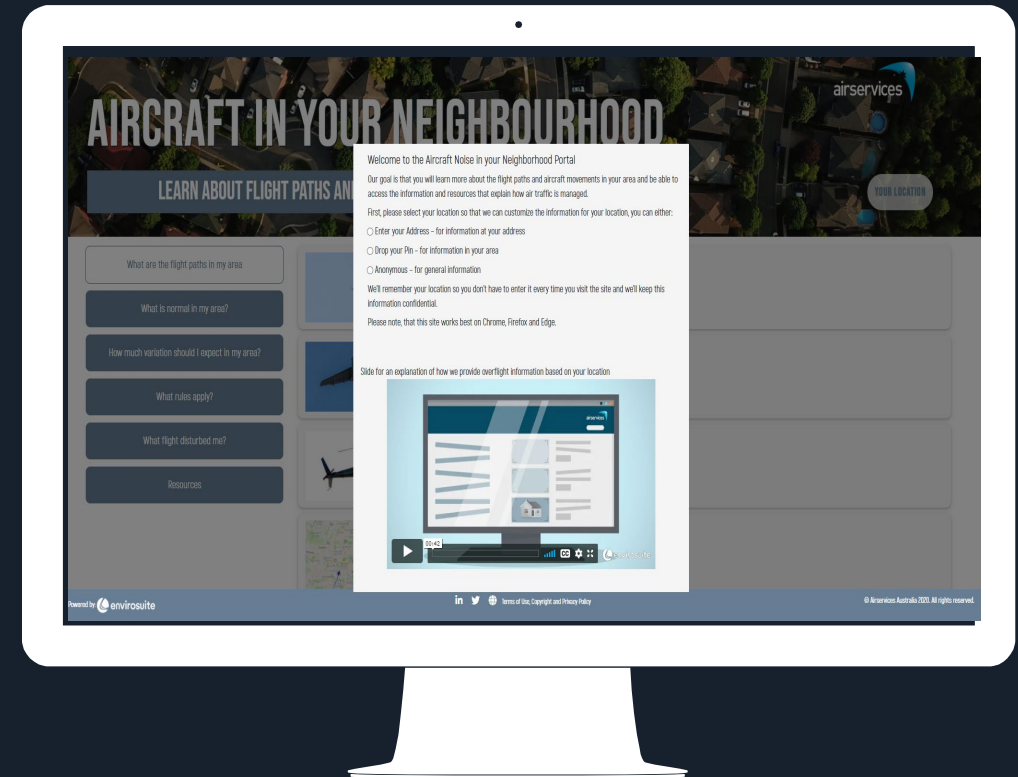 airservices
AIRCRAFT IN YOUR NEIGHBOURHOOD
LEARN ABOUT FLIGHT PATHS AN
YOUR LOCATION
What are the flight paths in my area
What is normal in my area?
How much variation should I expect in my area?
What rules apply?
What flight disturbed me?
Resources
Welcome to the Aircraft Noise in your Neighborhood Portal
Our goal is that you will learn more about the flight paths and aircraft movements in your area and be able to
access the information and resources that explain how air traffic is managed.
First, please select your location so that we can customize the information for your location, you can either:
Enter your Address - for information at your address
Drop your Pin - for information in your area
Anonymous - for general information
We'll remember your location so you don't have to enter it every time you visit the site and we'll keep this
information confidential.
Please note, that this site works best on Chrome, Firefox and Edge.
Slide for an explanation of how we provide overflight information based on your location
airservices
00:42
CC
Powered by envirosuite
in
Terms of Use, Copyright and Privacy Policy
© Airservices Australia 2020. All rights reserved.